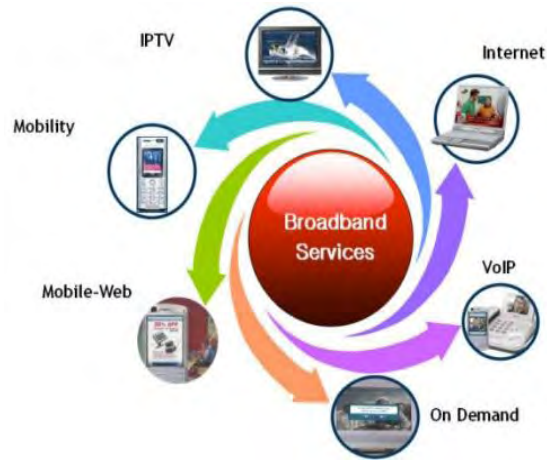 IPTV
Internet
Mobility
Broadband
Services
VoIP
Mobile-Web
On Demand